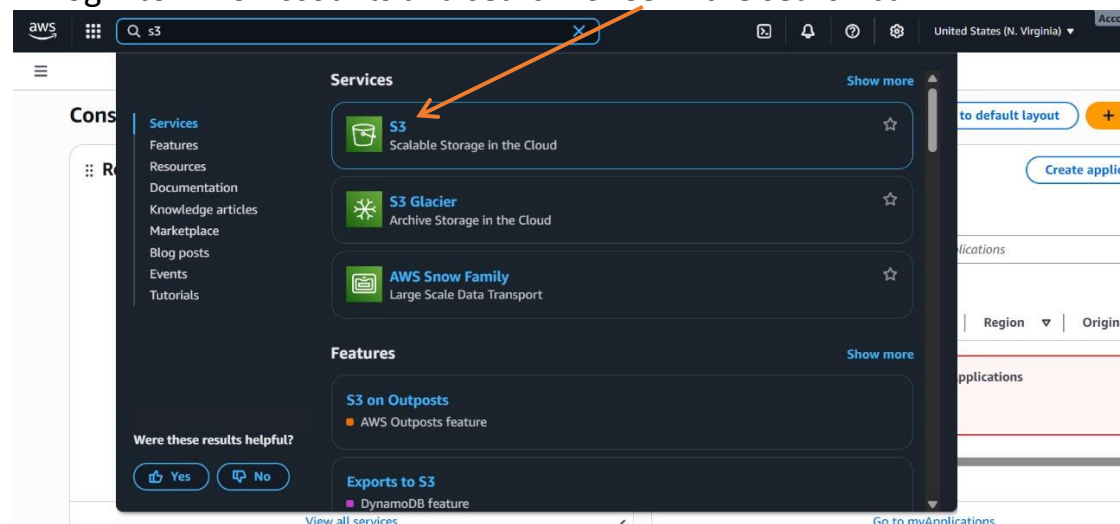 aws
s3
United States (N. Virginia)
Services
Show more
Services
Features
Resources
Documentation
Knowledge articles
Marketplace
Blog posts
Events
Tutorials
S3
Scalable Storage in the Cloud
S3 Glacier
Archive Storage in the Cloud
AWS Snow Family
Large Scale Data Transport
Features
Show more
S3 on Outposts
AWS Outposts feature
Exports to S3
DynamoDB feature
Were these results helpful?
Yes
No
Cons
to default layout
+
Create applic
lications
Region
Origin
pplications
View all services
Go to myApplications